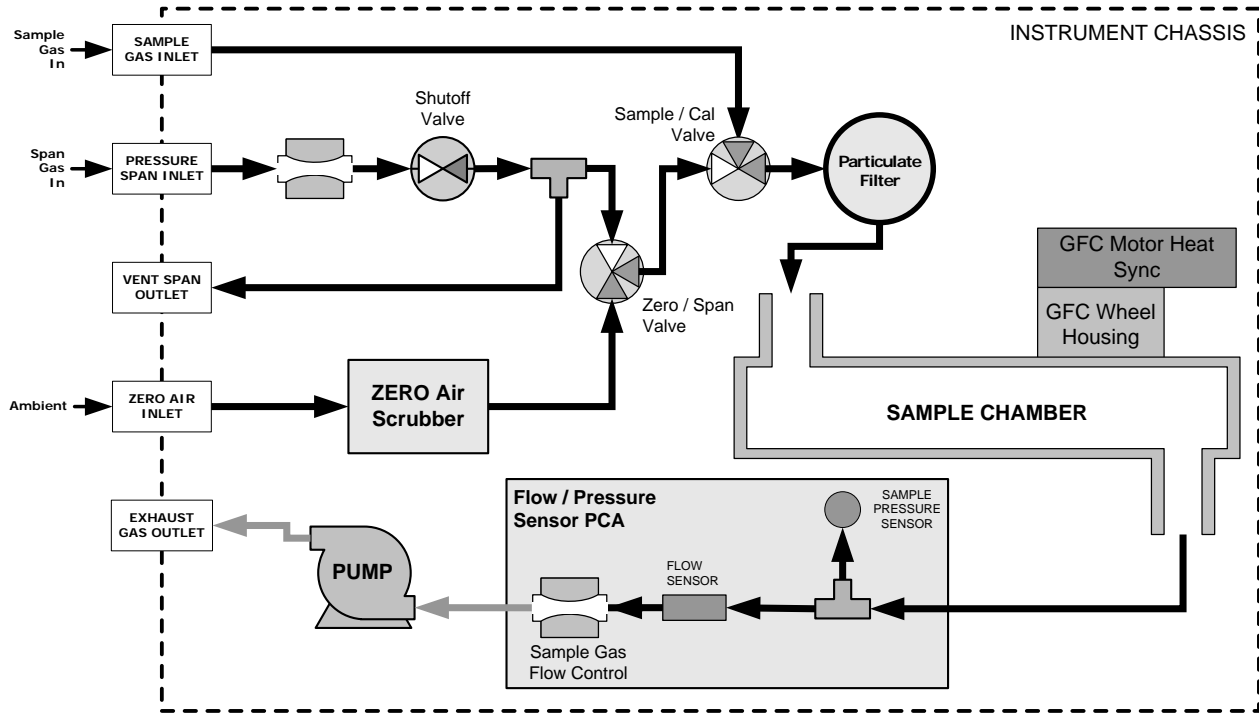 INSTRUMENT CHASSIS
Sample
Gas
In
SAMPLE
GAS INLET
Shutoff
Valve
Sample / Cal
Valve
Span
Gas
In
PRESSURE
SPAN INLET
Particulate
Filter
VENT SPAN
OUTLET
Zero / Span
Valve
GFC Motor Heat
Sync
GFC Wheel
Housing
Ambient
ZERO AIR
INLET
ZERO Air
Scrubber
SAMPLE CHAMBER
EXHAUST
GAS OUTLET
PUMP
Flow / Pressure
Sensor PCA
SAMPLE
PRESSURE
SENSOR
FLOW
SENSOR
Sample Gas
Flow Control